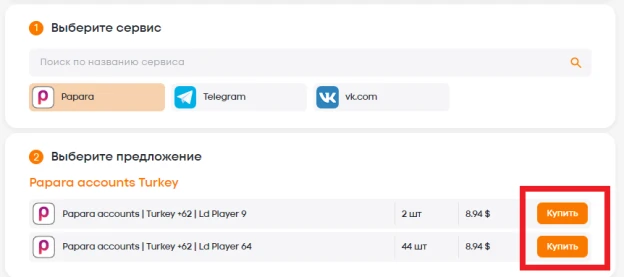 1 Выберите сервис
Поиск по названию сервиса
Papara Telegram vk.com
2 Выберите предложение
Papara accounts Turkey
Papara accounts | Turkey +62 | Ld Player 9 2 шт 8.94 $ Купить
Papara accounts | Turkey +62 | Ld Player 64 44 шт 8.94 $ Купить